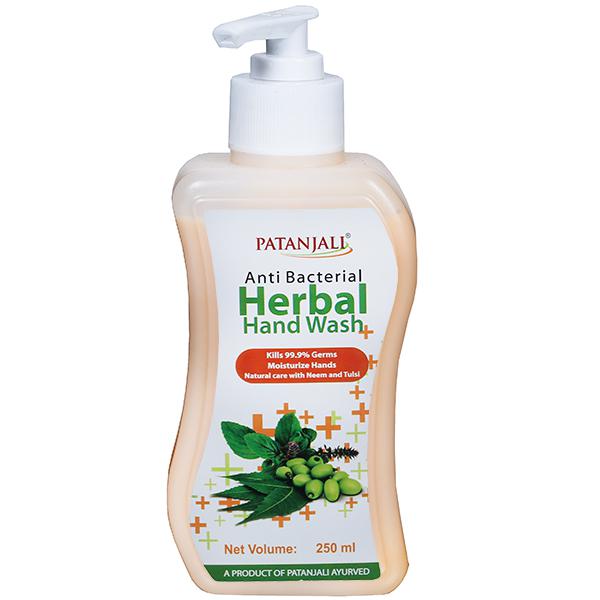 PATANJALI®
Anti Bacterial
Herbal
Hand Wash
Kills 99.9% Germs
Moisturize Hands
Natural care with Neem and Tulsi
Net Volume: 250 ml
A PRODUCT OF PATANJALI AYURVED